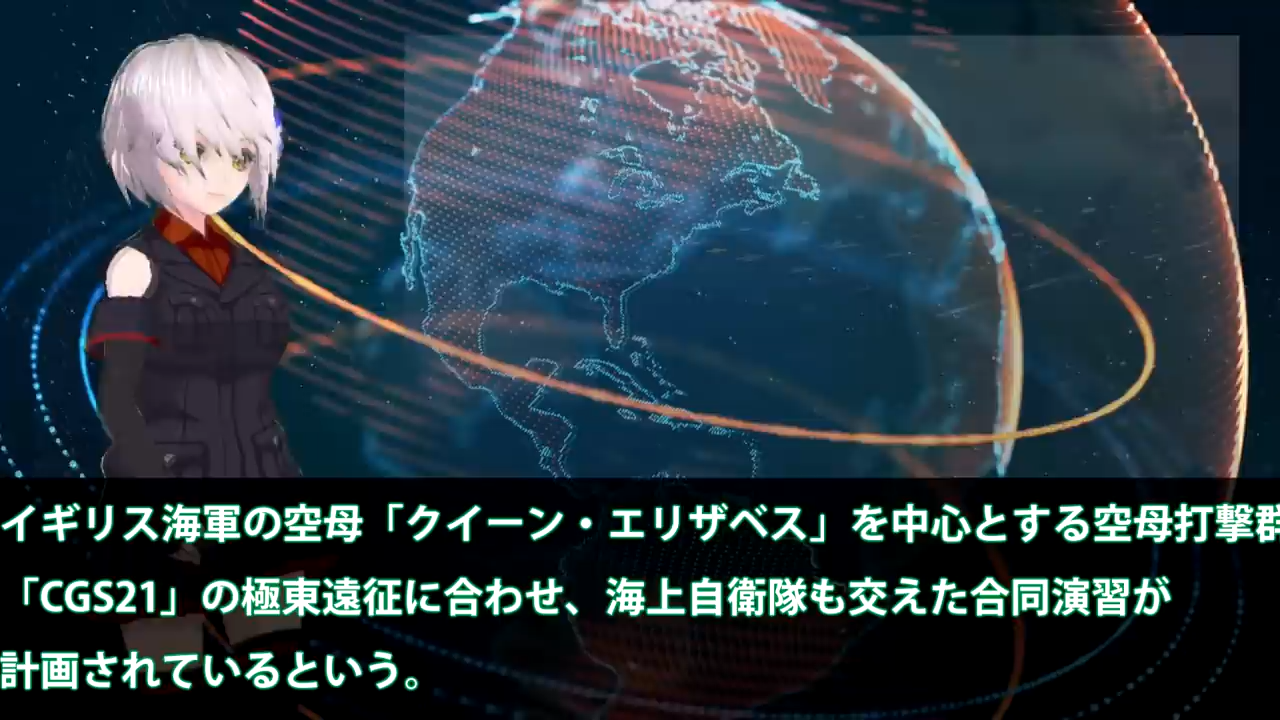 イギリス海軍の空母「クイーン・エリザベス」を中心とする空母打撃群
「CGS21」の極東遠征に合わせ、海上自衛隊も交えた合同演習が
計画されているという。